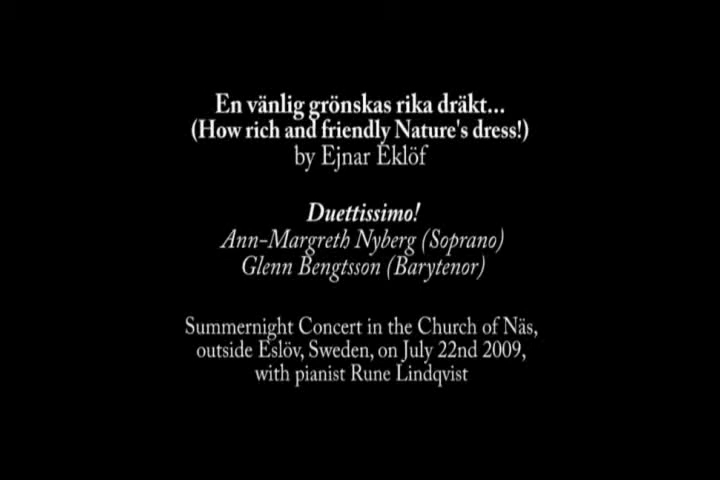 En vänlig grönskas rika dräkt...
(How rich and friendly Nature's dress!)
by Ejnar Eklöf
Duettissimo!
Ann-Margreth Nyberg (Soprano)
Glenn Bengtsson (Barytenor)
Summernight Concert in the Church of Näs,
outside Eslöv, Sweden, on July 22nd 2009,
with pianist Rune Lindqvist